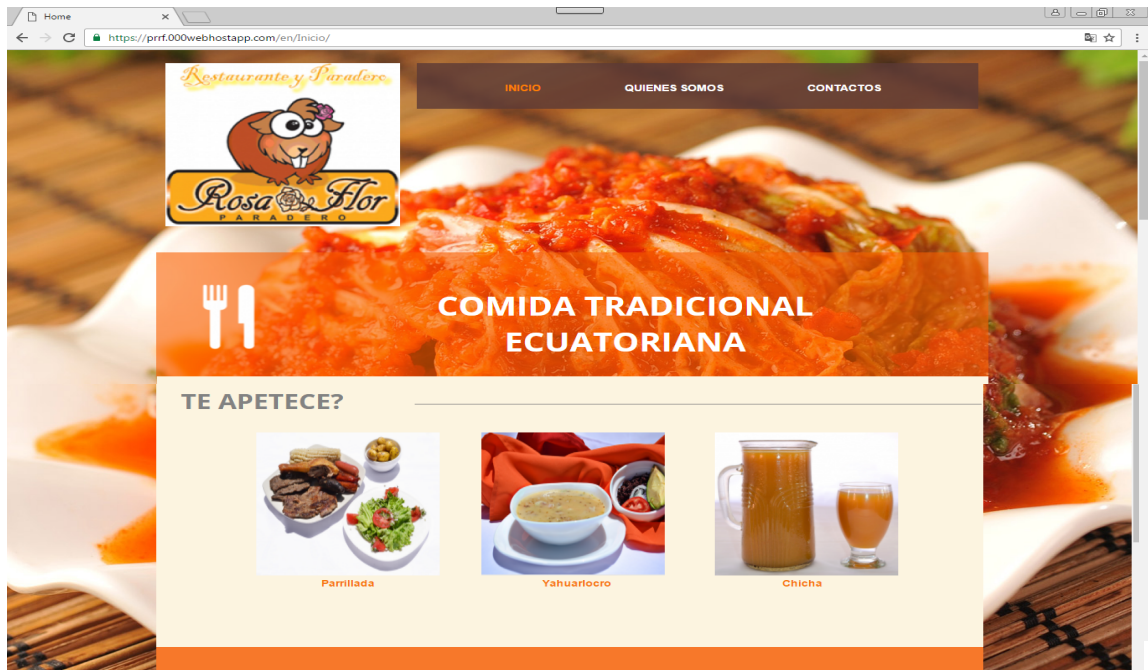 Home
https://prrf.000webhostapp.com/en/Inicio/
Restaurante y Paradero
Rosa Flor
PARADERO
INICIO
QUIENES SOMOS
CONTACTOS
COMIDA TRADICIONAL
ECUATORIANA
TE APETECE?
Parrillada
Yahuarlocro
Chicha